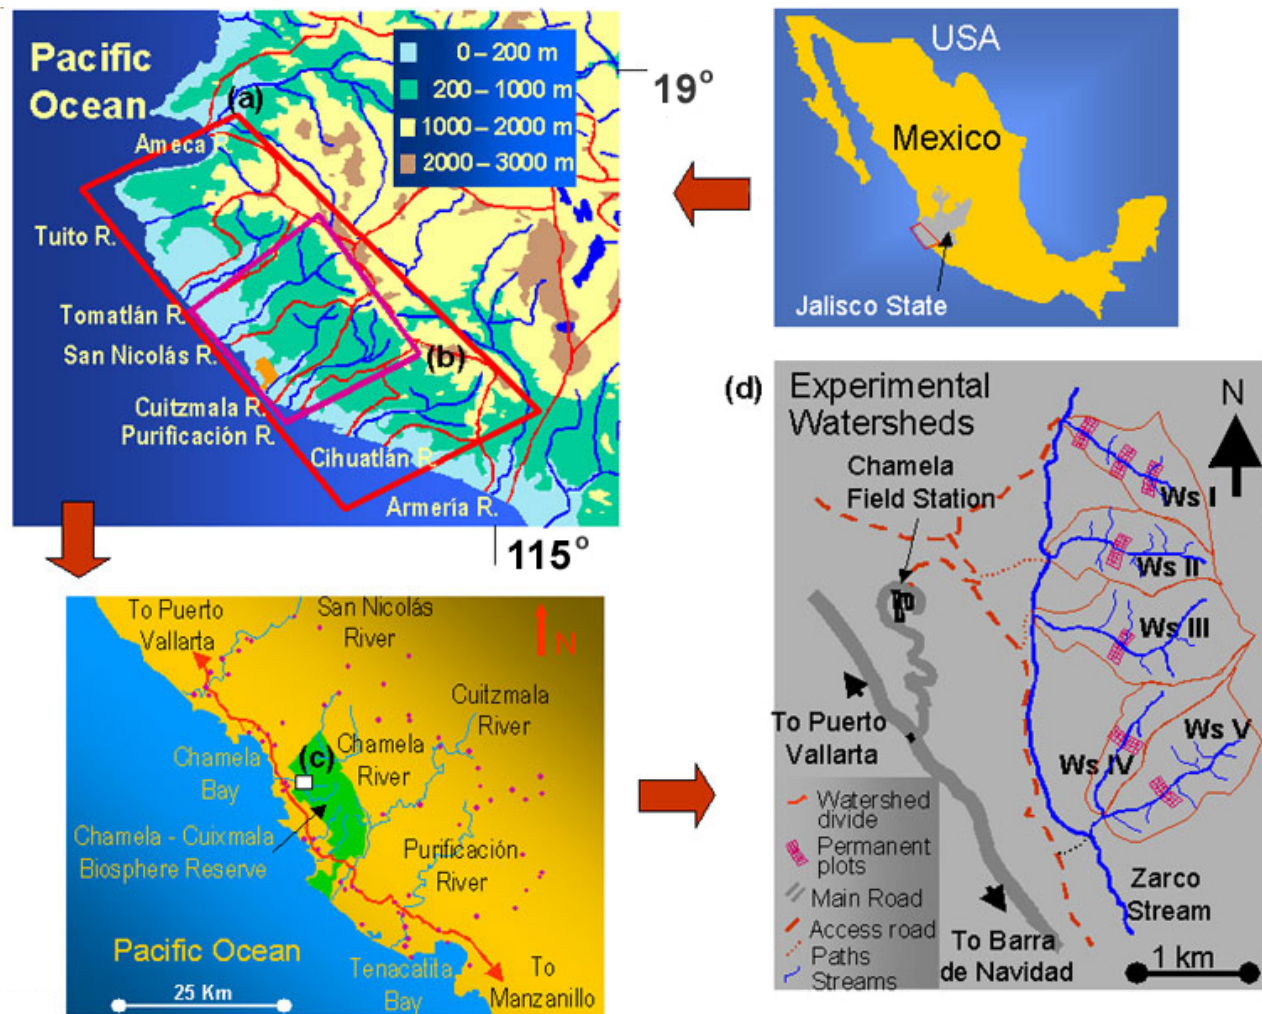 Pacific
Ocean
(a)
Ameca R.
0 – 200 m
200 – 1000 m
1000 – 2000 m
2000 – 3000 m
19°
Tuito R.
Tomatlán R.
San Nicolás R.
(b)
Cuitzmala R.
Purificación R.
Cihuatlán R.
Armería R.
115°
USA
Mexico
Jalisco State
To Puerto
Vallarta
San Nicolás
River
N
Cuitzmala
River
Chamela
Bay
(c)
Chamela
River
Chamela - Cuixmala
Biosphere Reserve
Purificación
River
Pacific Ocean
Tenacatita
Bay
To
Manzanillo
25 Km
(d)
Experimental
Watersheds
N
Chamela
Field Station
Ws I
Ws II
Ws III
Ws IV
Ws V
To Puerto
Vallarta
Watershed
divide
Permanent
plots
Main Road
Access road
Paths
Streams
To Barra
de Navidad
Zarco
Stream
1 km